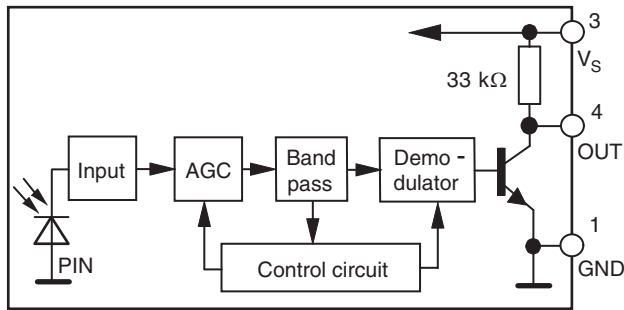 3
V_S
33 kΩ
4
OUT
Input
AGC
Band
pass
Demo -
dulator
PIN
Control circuit
1
GND